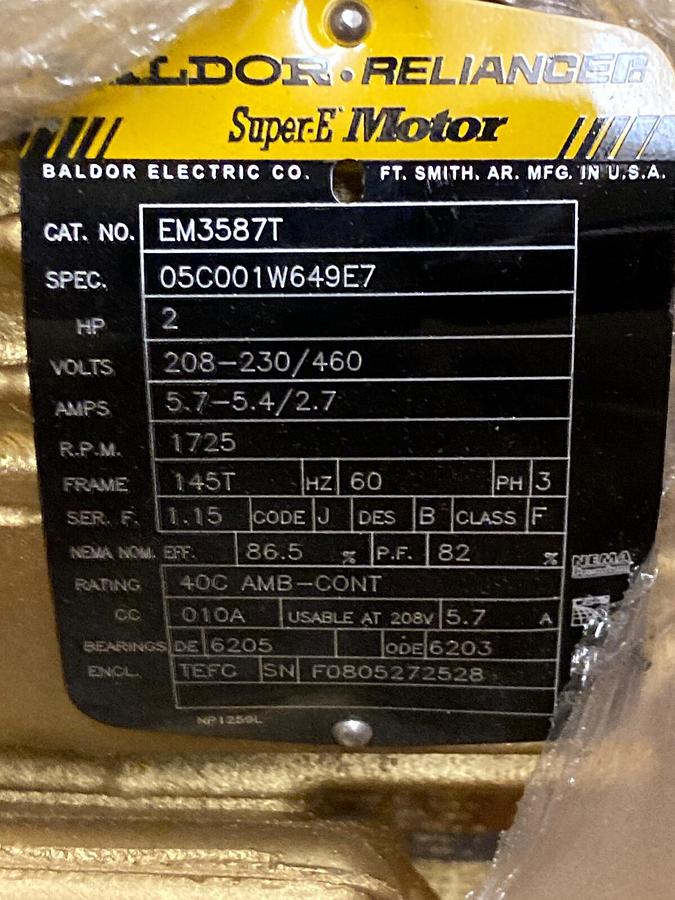 BALDOR • RELIANCE
Super-E Motor
BALDOR ELECTRIC CO. FT. SMITH, AR. MFG. IN U.S.A.
CAT. NO. EM3587T
SPEC. 05C001W649E7
HP 2
VOLTS 208-230/460
AMPS 5.7-5.4/2.7
R.P.M. 1725
FRAME 145T HZ 60 PH 3
SER. F. 1.15 CODE J DES B CLASS F
NEMA NOM. EFF. 86.5 % P.F. 82 %
RATING 40C AMB-CONT
CC 010A USABLE AT 208V 5.7 A
BEARINGS DE 6205 ODE 6203
ENCL. TEFC SN F0805272528
NP1259L
NEMA